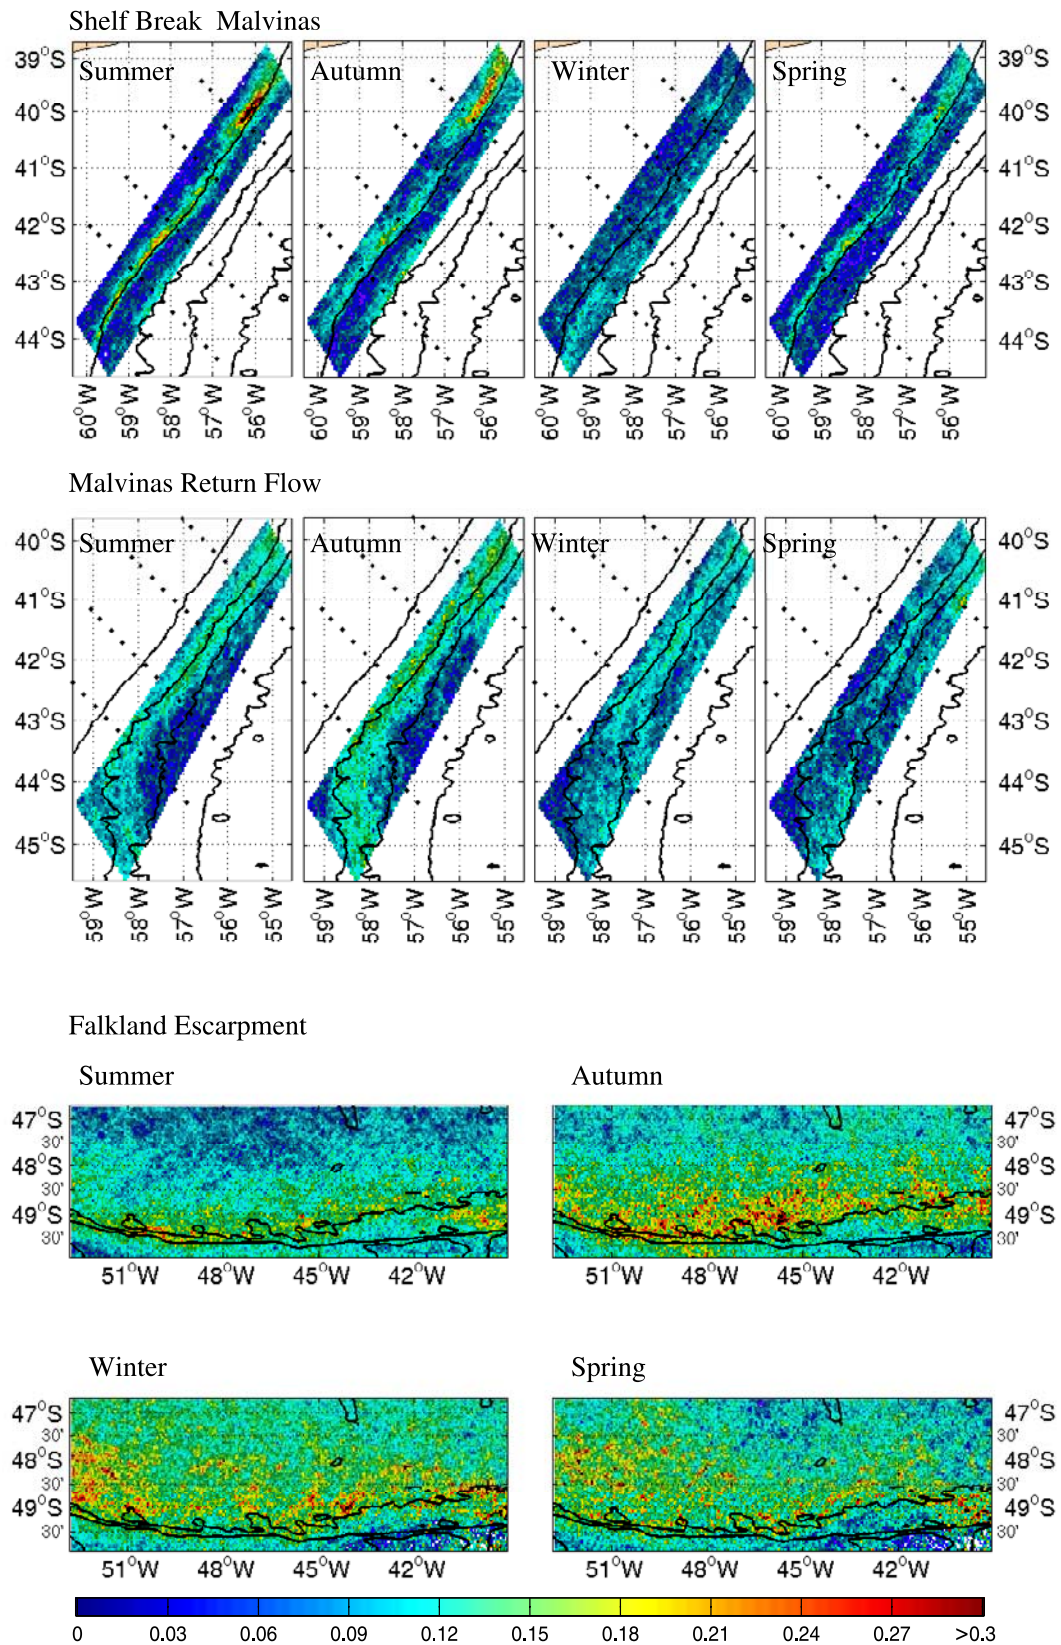 Shelf Break Malvinas
Summer Autumn Winter Spring
39°S 39°S
40°S 40°S
41°S 41°S
42°S 42°S
43°S 43°S
44°S 44°S
60°W 59°W 58°W 57°W 56°W 60°W 59°W 58°W 57°W 56°W 60°W 59°W 58°W 57°W 56°W 60°W 59°W 58°W 57°W 56°W
Malvinas Return Flow
Summer Autumn Winter Spring
40°S 40°S
41°S 41°S
42°S 42°S
43°S 43°S
44°S 44°S
45°S 45°S
59°W 58°W 57°W 56°W 55°W 59°W 58°W 57°W 56°W 55°W 59°W 58°W 57°W 56°W 55°W 59°W 58°W 57°W 56°W 55°W
Falkland Escarpment
Summer Autumn
47°S 47°S
30' 30'
48°S 48°S
30' 30'
49°S 49°S
30' 30'
51°W 48°W 45°W 42°W 51°W 48°W 45°W 42°W
Winter Spring
47°S 47°S
30' 30'
48°S 48°S
30' 30'
49°S 49°S
30' 30'
51°W 48°W 45°W 42°W 51°W 48°W 45°W 42°W
0 0.03 0.06 0.09 0.12 0.15 0.18 0.21 0.24 0.27 >0.3